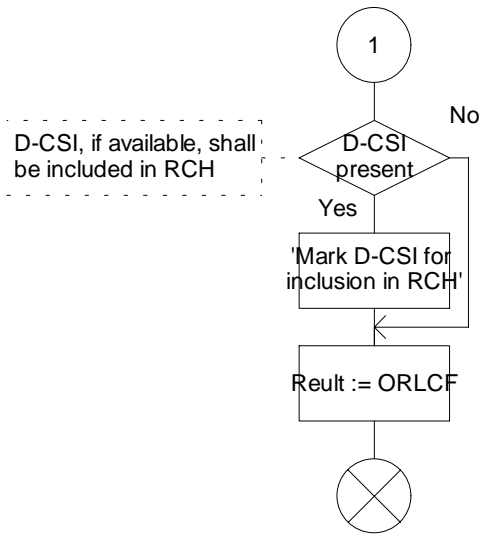 1
No
D-CSI, if available, shall
be included in RCH
D-CSI
present
Yes
'Mark D-CSI for
inclusion in RCH'
Reult := ORLCF